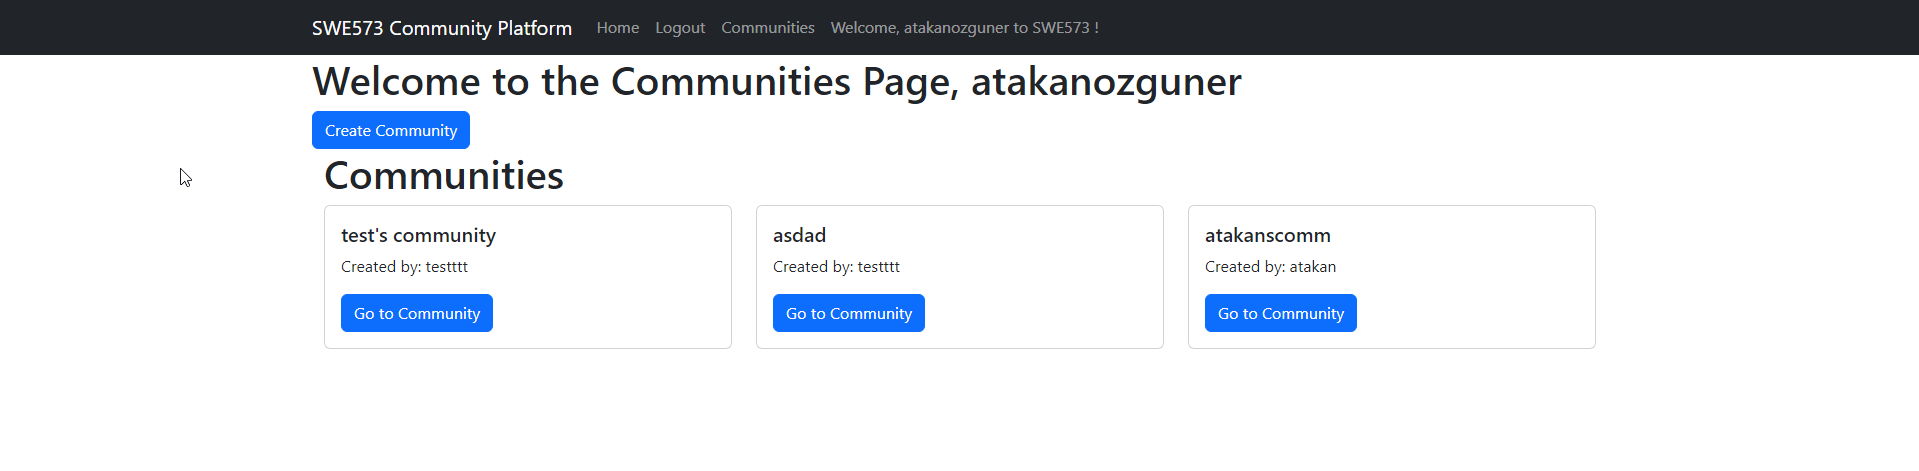 SWE573 Community Platform Home Logout Communities Welcome, atakanozguner to SWE573 !
Welcome to the Communities Page, atakanozguner
Create Community
Communities
test's community
Created by: testttt
Go to Community
asdad
Created by: testttt
Go to Community
atakanscomm
Created by: atakan
Go to Community